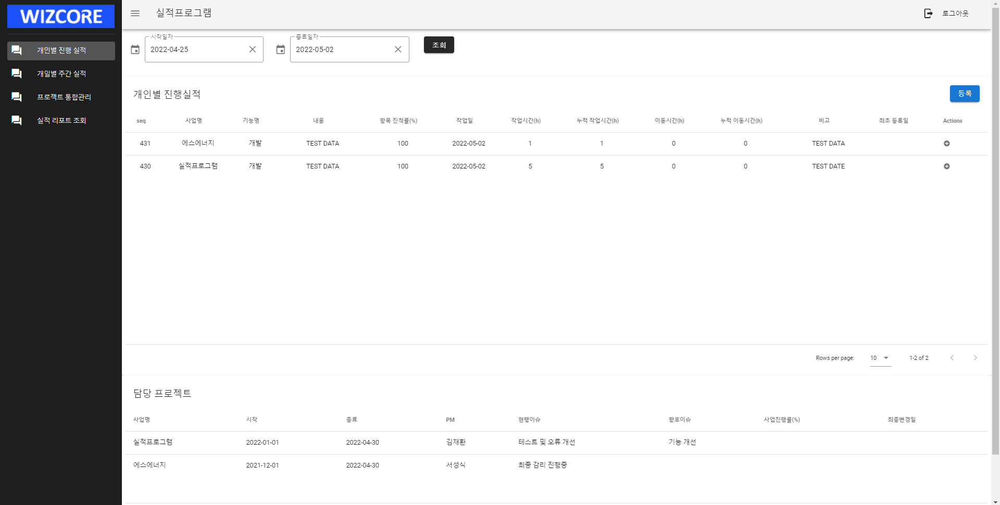 WIZCORE
실적프로그램
로그아웃
개인별 진행 실적
개일별 주간 실적
프로젝트 통합관리
실적 리포트 조회
시작일자
2022-04-25
종료일자
2022-05-02
조회
개인별 진행실적
등록
seq 사업명 기능명 내용 항목 진척률(%) 작업일 작업시간(h) 누적 작업시간(h) 이동시간(h) 누적 이동시간(h) 비고 최초 등록일 Actions
431 에스에너지 개발 TEST DATA 100 2022-05-02 1 1 0 0 TEST DATA
430 실적프로그램 개발 TEST DATA 100 2022-05-02 5 5 0 0 TEST DATE
Rows per page: 10 1-2 of 2
담당 프로젝트
사업명 시작 종료 PM 현행이슈 향후이슈 사업진행률(%) 최종변경일
실적프로그램 2022-01-01 2022-04-30 김재환 테스트 및 오류 개선 기능 개선
에스에너지 2021-12-01 2022-04-30 서성식 최종 감리 진행중